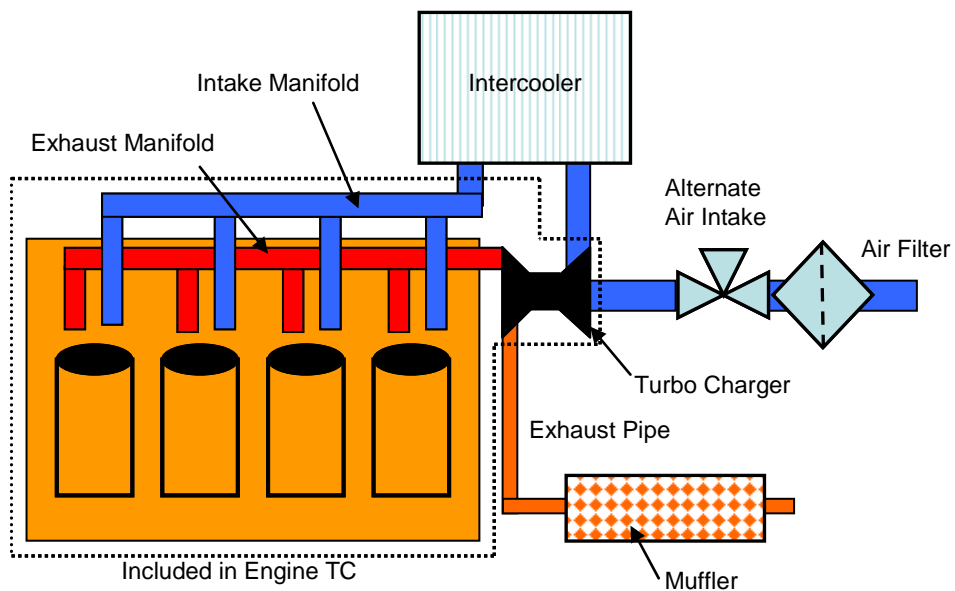 Intake Manifold
Intercooler
Exhaust Manifold
Alternate
Air Intake
Air Filter
Turbo Charger
Exhaust Pipe
Included in Engine TC
Muffler